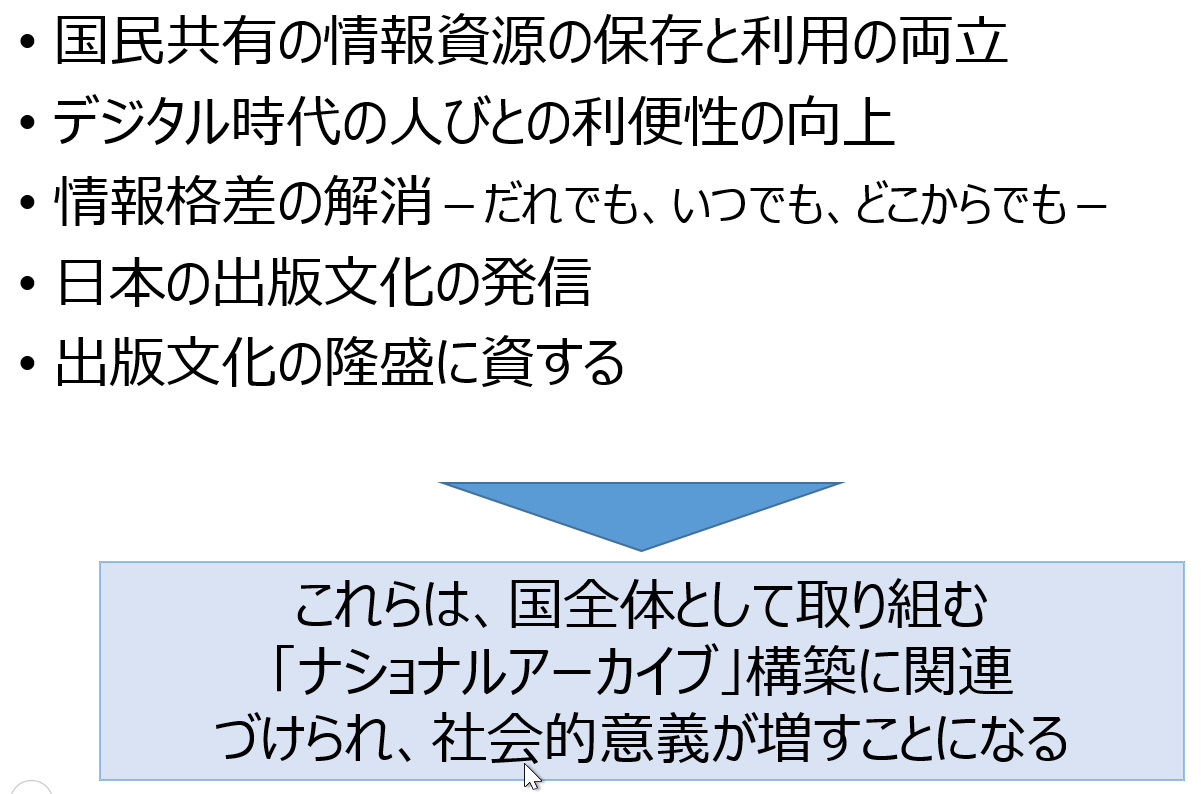 • 国民共有の情報資源の保存と利用の両立
• デジタル時代の人びとの利便性の向上
• 情報格差の解消－だれでも、いつでも、どこからでも－
• 日本の出版文化の発信
• 出版文化の隆盛に資する
これらは、国全体として取り組む
「ナショナルアーカイブ」構築に関連
づけられ、社会的意義が増すことになる